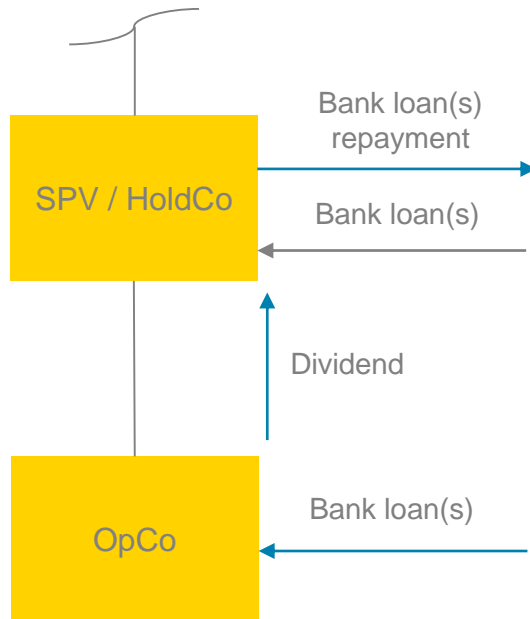 Bank loan(s)
repayment
SPV / HoldCo
Bank loan(s)
Dividend
Bank loan(s)
OpCo